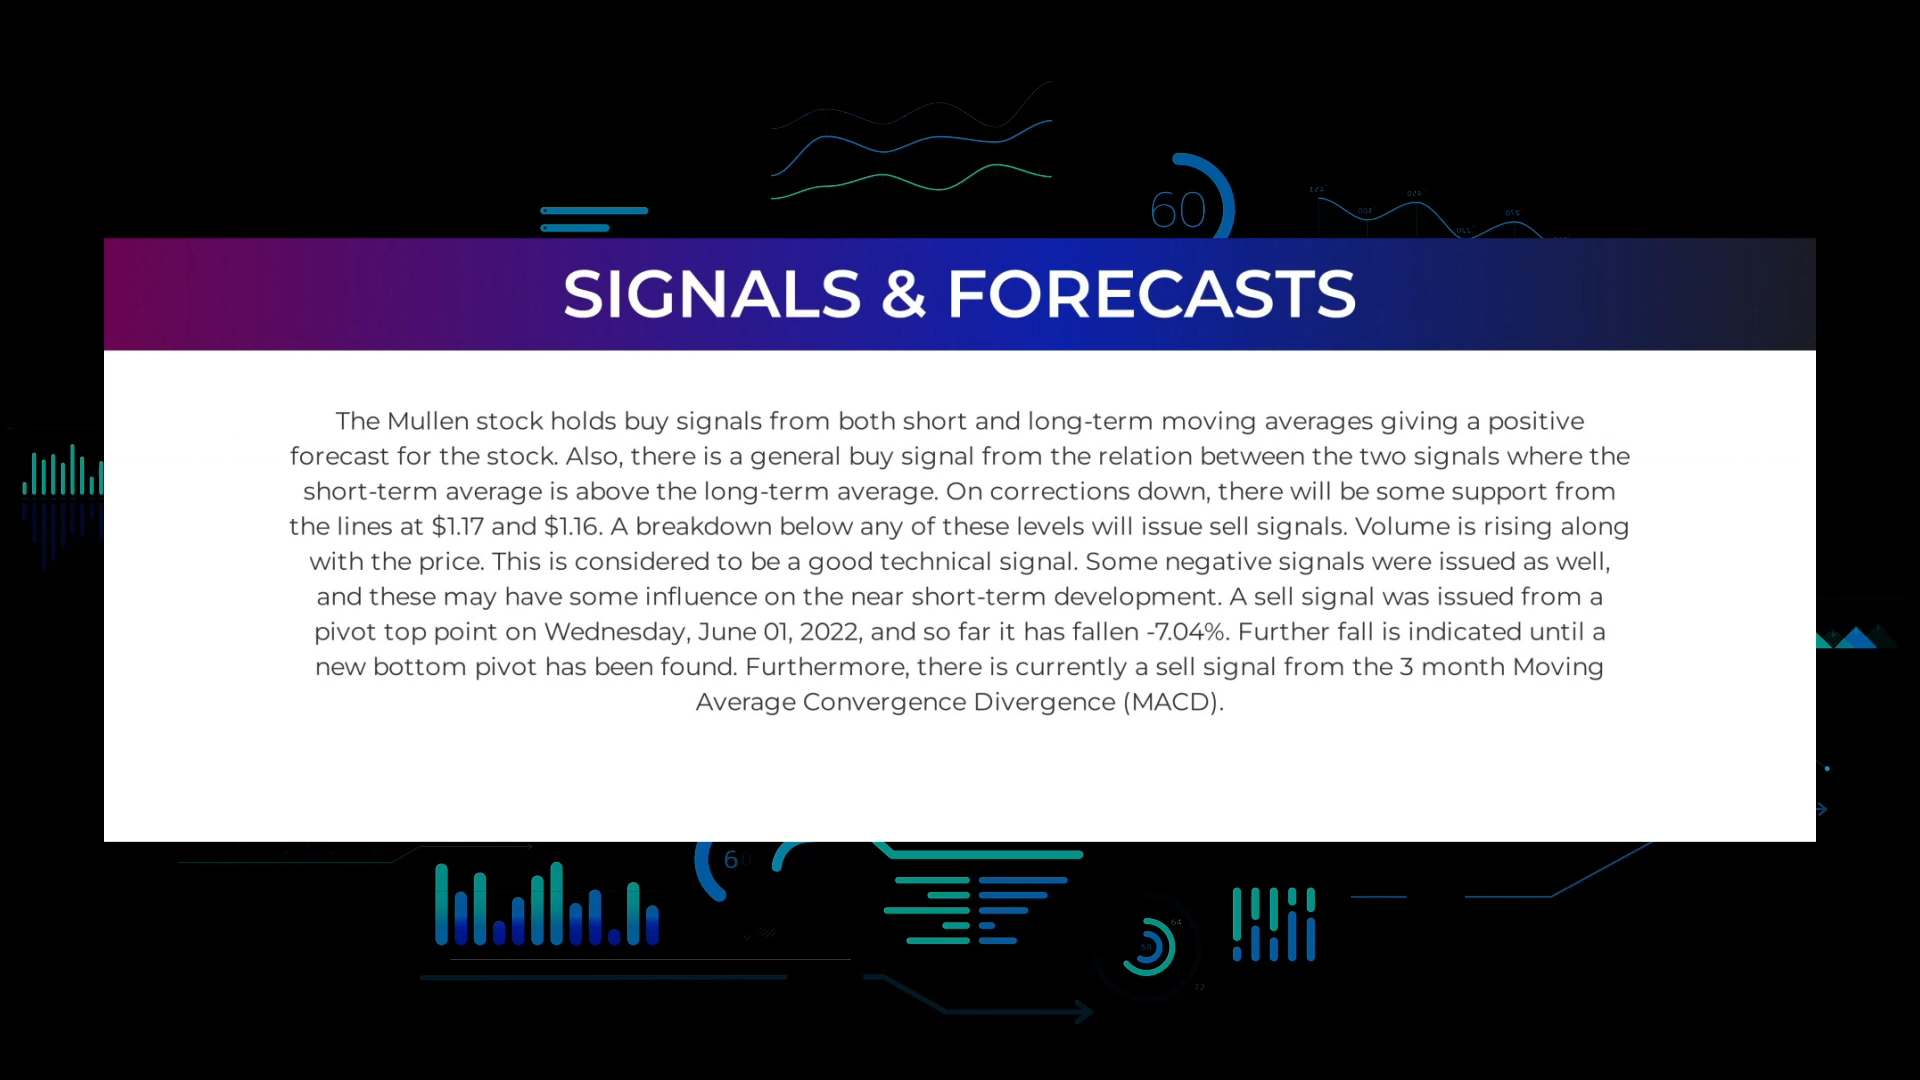 60
SIGNALS & FORECASTS
The Mullen stock holds buy signals from both short and long-term moving averages giving a positive
forecast for the stock. Also, there is a general buy signal from the relation between the two signals where the
short-term average is above the long-term average. On corrections down, there will be some support from
the lines at $1.17 and $1.16. A breakdown below any of these levels will issue sell signals. Volume is rising along
with the price. This is considered to be a good technical signal. Some negative signals were issued as well,
and these may have some influence on the near short-term development. A sell signal was issued from a
pivot top point on Wednesday, June 01, 2022, and so far it has fallen -7.04%. Further fall is indicated until a
new bottom pivot has been found. Furthermore, there is currently a sell signal from the 3 month Moving
Average Convergence Divergence (MACD).
60
64
72